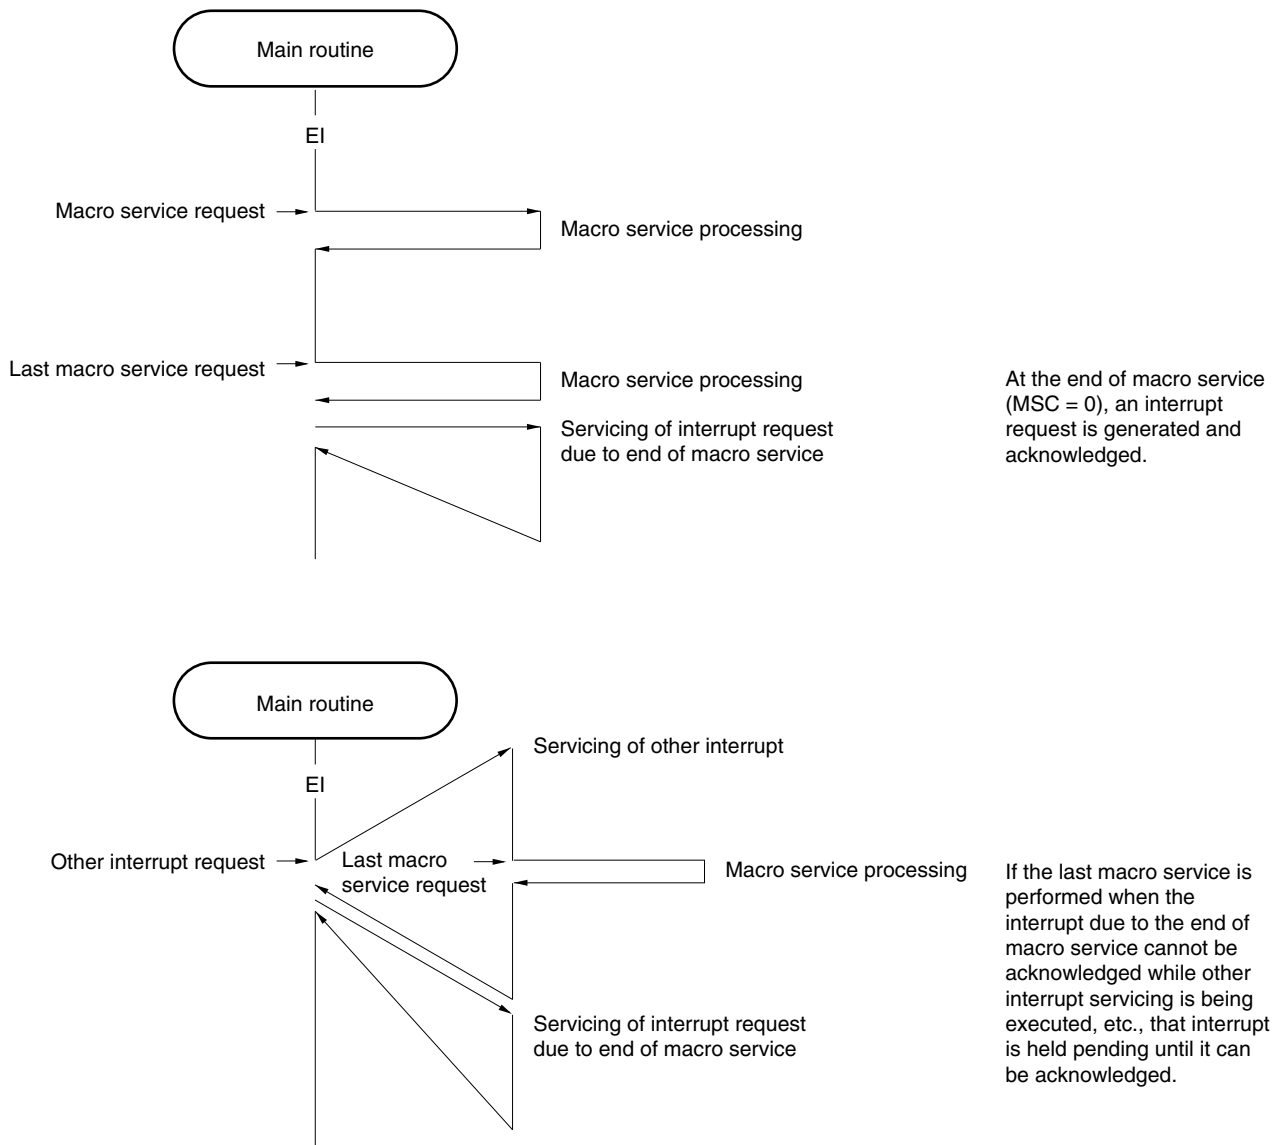 Main routine
EI
Macro service request
Macro service processing
Last macro service request
Macro service processing
Servicing of interrupt request
due to end of macro service
At the end of macro service
(MSC = 0), an interrupt
request is generated and
acknowledged.
Main routine
EI
Servicing of other interrupt
Other interrupt request
Last macro
service request
Macro service processing
Servicing of interrupt request
due to end of macro service
If the last macro service is
performed when the
interrupt due to the end of
macro service cannot be
acknowledged while other
interrupt servicing is being
executed, etc., that interrupt
is held pending until it can
be acknowledged.